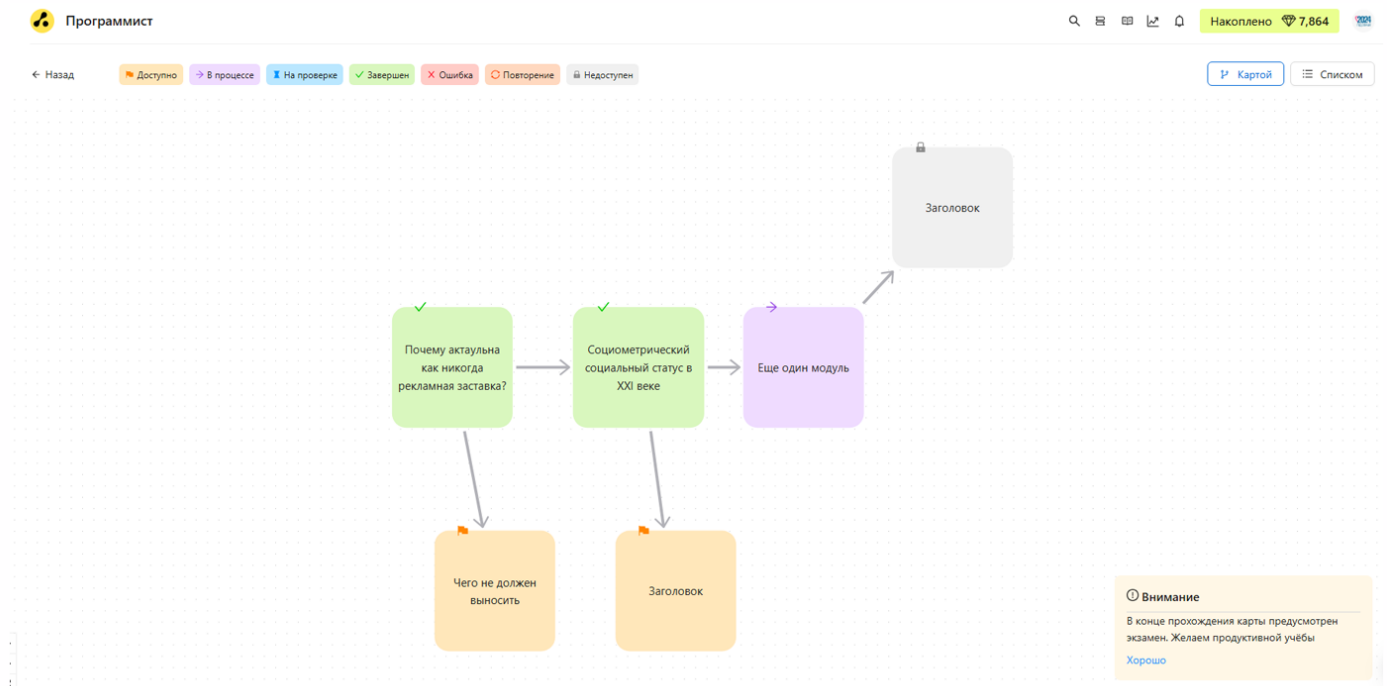 Программист
Накоплено 7,864
2024
Назад
Доступно
В процессе
На проверке
Завершен
Ошибка
Повторение
Недоступен
Картой
Списком
Заголовок
Почему актаульна
как никогда
рекламная заставка?
Социометрический
социальный статус в
XXI веке
Еще один модуль
Чего не должен
выносить
Заголовок
Внимание
В конце прохождения карты предусмотрен
экзамен. Желаем продуктивной учёбы
Хорошо